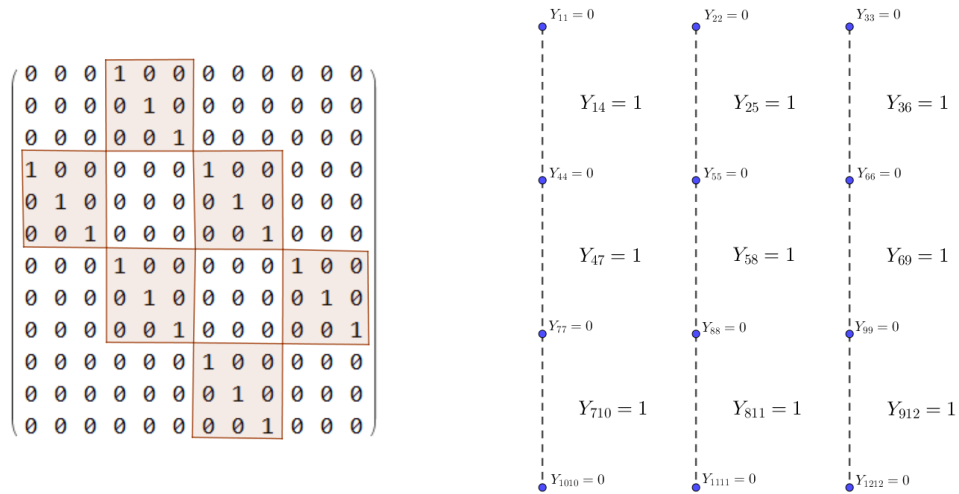 0 0 0 1 0 0 0 0 0 0 0 0
0 0 0 0 1 0 0 0 0 0 0 0
0 0 0 0 0 1 0 0 0 0 0 0
1 0 0 0 0 0 1 0 0 0 0 0
0 1 0 0 0 0 0 1 0 0 0 0
0 0 1 0 0 0 0 0 1 0 0 0
0 0 0 1 0 0 0 0 0 1 0 0
0 0 0 0 1 0 0 0 0 0 1 0
0 0 0 0 0 1 0 0 0 0 0 1
0 0 0 0 0 0 1 0 0 0 0 0
0 0 0 0 0 0 0 1 0 0 0 0
0 0 0 0 0 0 0 0 1 0 0 0
Y₁₁ = 0 Y₂₂ = 0 Y₃₃ = 0
Y₁₄ = 1 Y₂₅ = 1 Y₃₆ = 1
Y₄₄ = 0 Y₅₅ = 0 Y₆₆ = 0
Y₄₇ = 1 Y₅₈ = 1 Y₆₉ = 1
Y₇₇ = 0 Y₈₈ = 0 Y₉₉ = 0
Y₇₁₀ = 1 Y₈₁₁ = 1 Y₉₁₂ = 1
Y₁₀₁₀ = 0 Y₁₁₁₁ = 0 Y₁₂₁₂ = 0